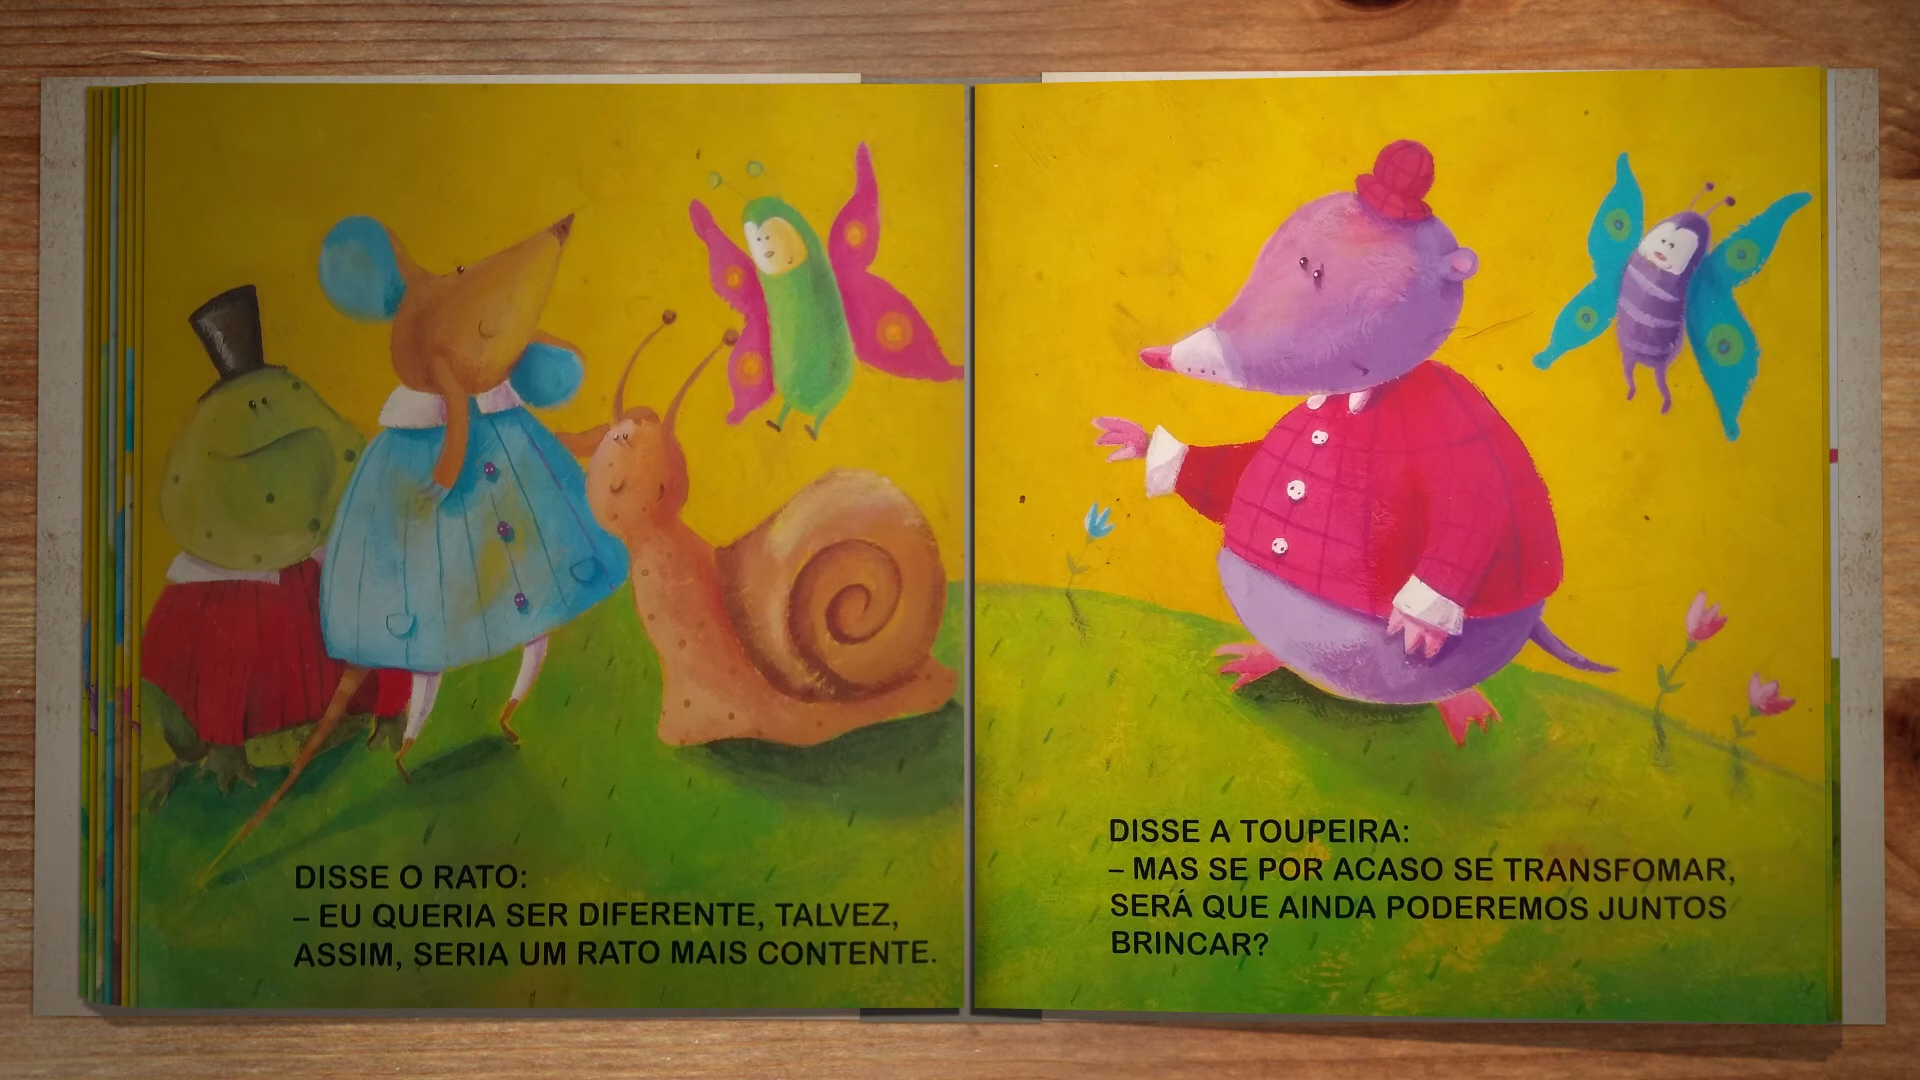 DISSE O RATO:
– EU QUERIA SER DIFERENTE, TALVEZ,
ASSIM, SERIA UM RATO MAIS CONTENTE.
DISSE A TOUPEIRA:
– MAS SE POR ACASO SE TRANSFOMAR,
SERÁ QUE AINDA PODEREMOS JUNTOS
BRINCAR?